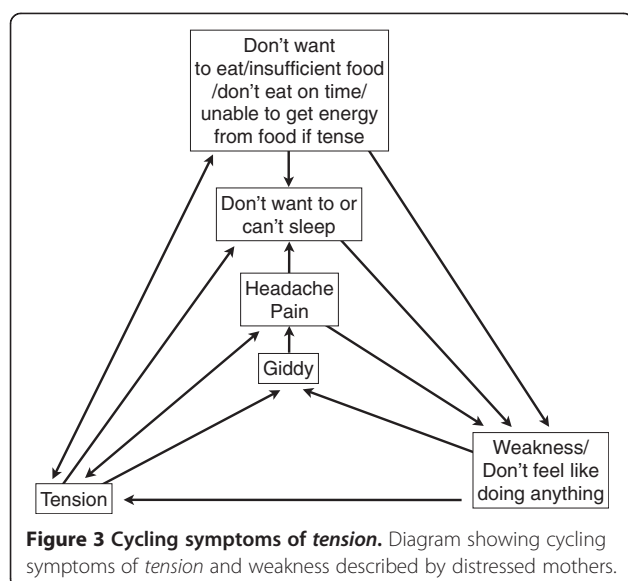 Don't want
to eat/insufficient food
/don't eat on time/
unable to get energy
from food if tense
Don't want to or
can't sleep
Headache
Pain
Giddy
Weakness/
Don't feel like
doing anything
Tension
Figure 3 Cycling symptoms of tension. Diagram showing cycling
symptoms of tension and weakness described by distressed mothers.